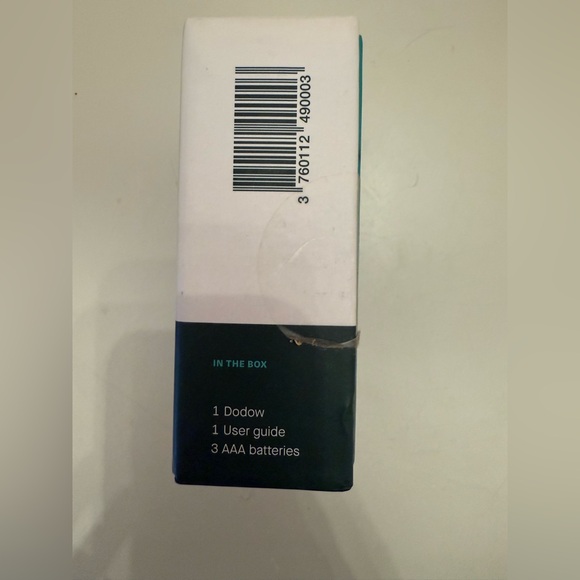 3 760112 490003
IN THE BOX
1 Dodow
1 User guide
3 AAA batteries